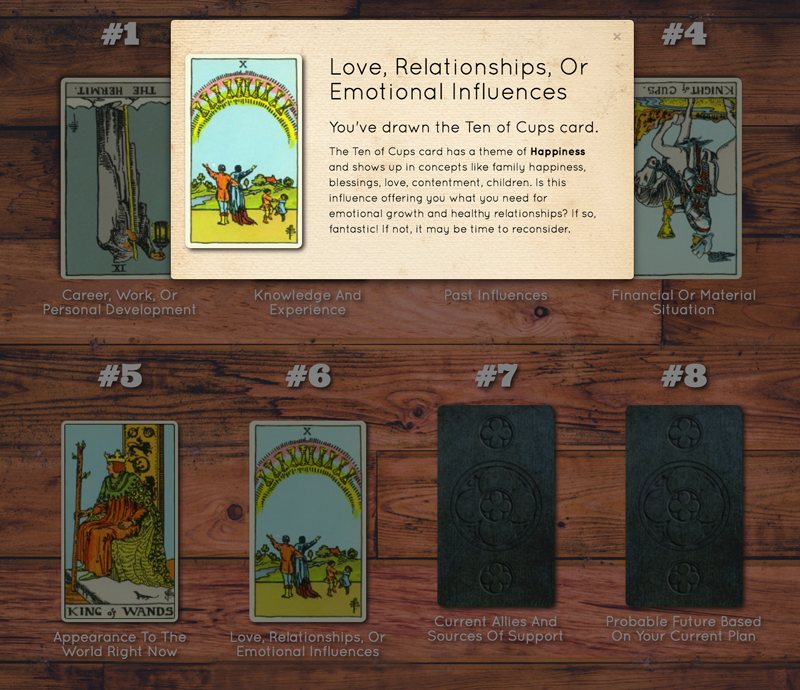 #1
#4
×
X
Love, Relationships, Or
Emotional Influences
You've drawn the Ten of Cups card.
The Ten of Cups card has a theme of Happiness
and shows up in concepts like family happiness,
blessings, love, contentment, children. Is this
influence offering you what you need for
emotional growth and healthy relationships? If so,
fantastic! If not, it may be time to reconsider.
THE HERMIT.
IX
KNIGHT of CUPS.
Career, Work, Or
Personal Development
Knowledge And
Experience
Past Influences
Financial Or Material
Situation
#5
#6
#7
#8
X
KING of WANDS
Appearance To The
World Right Now
Love, Relationships, Or
Emotional Influences
Current Allies And
Sources Of Support
Probable Future Based
On Your Current Plan